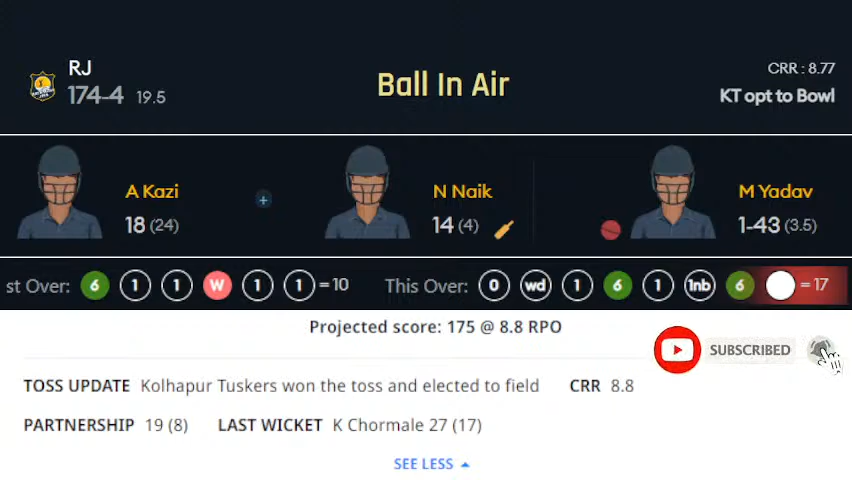 RJ
174-4 19.5
Ball In Air
CRR : 8.77
KT opt to Bowl
A Kazi
18 (24)
N Naik
14 (4)
M Yadav
1-43 (3.5)
st Over: 6 1 1 W 1 1 = 10 This Over: 0 wd 1 6 1 1nb 6 = 17
Projected score: 175 @ 8.8 RPO
SUBSCRIBED
TOSS UPDATE Kolhapur Tuskers won the toss and elected to field CRR 8.8
PARTNERSHIP 19 (8) LAST WICKET K Chormale 27 (17)
SEE LESS